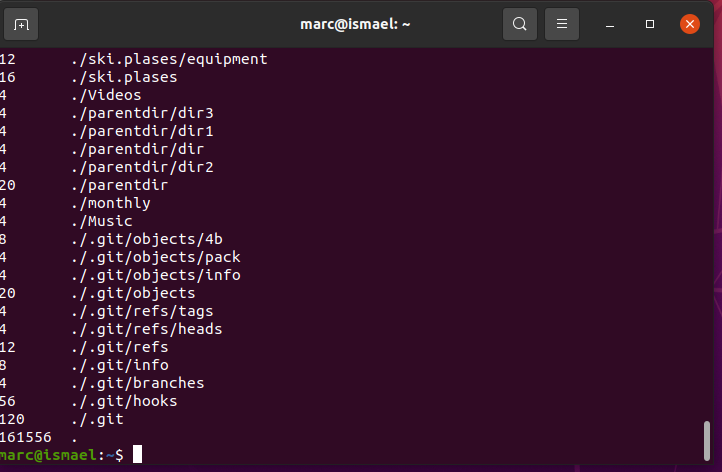 marc@ismael: ~
12 ./ski.plases/equipment
16 ./ski.plases
4 ./Videos
4 ./parentdir/dir3
4 ./parentdir/dir1
4 ./parentdir/dir
4 ./parentdir/dir2
20 ./parentdir
4 ./monthly
4 ./Music
8 ./.git/objects/4b
4 ./.git/objects/pack
4 ./.git/objects/info
20 ./.git/objects
4 ./.git/refs/tags
4 ./.git/refs/heads
12 ./.git/refs
8 ./.git/info
4 ./.git/branches
56 ./.git/hooks
120 ./.git
161556 .
marc@ismael:~$